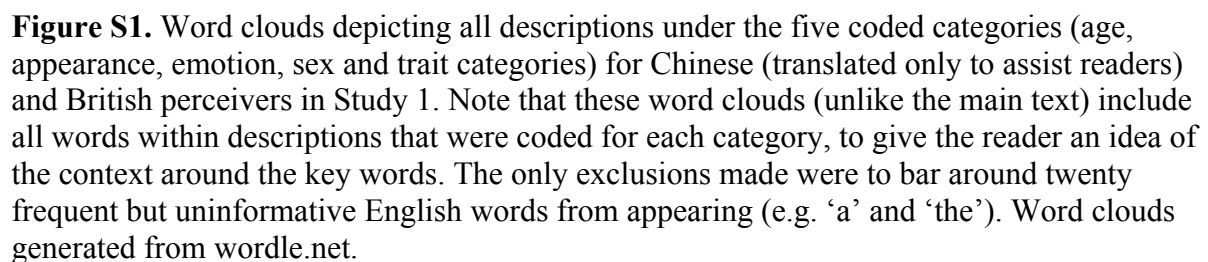 Figure S1. Word clouds depicting all descriptions under the five coded categories (age,
appearance, emotion, sex and trait categories) for Chinese (translated only to assist readers)
and British perceivers in Study 1. Note that these word clouds (unlike the main text) include
all words within descriptions that were coded for each category, to give the reader an idea of
the context around the key words. The only exclusions made were to bar around twenty
frequent but uninformative English words from appearing (e.g. ‘a’ and ‘the’). Word clouds
generated from wordle.net.